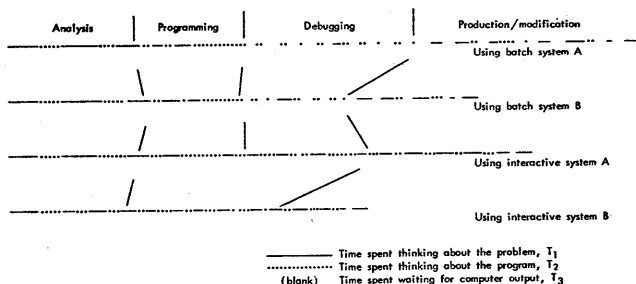 Analysis Programming Debugging Production/modification
Using batch system A
Using batch system B
Using interactive system A
Using interactive system B
Time spent thinking about the problem, T1
Time spent thinking about the program, T2
(blank) Time spent waiting for computer output, T3